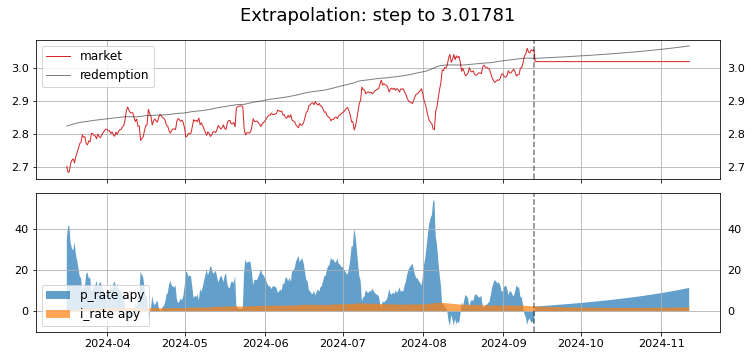 Extrapolation: step to 3.01781
market
redemption
3.0 3.0
2.9 2.9
2.8 2.8
2.7 2.7
40 40
20 20
0 0
p_rate apy
i_rate apy
2024-04 2024-05 2024-06 2024-07 2024-08 2024-09 2024-10 2024-11